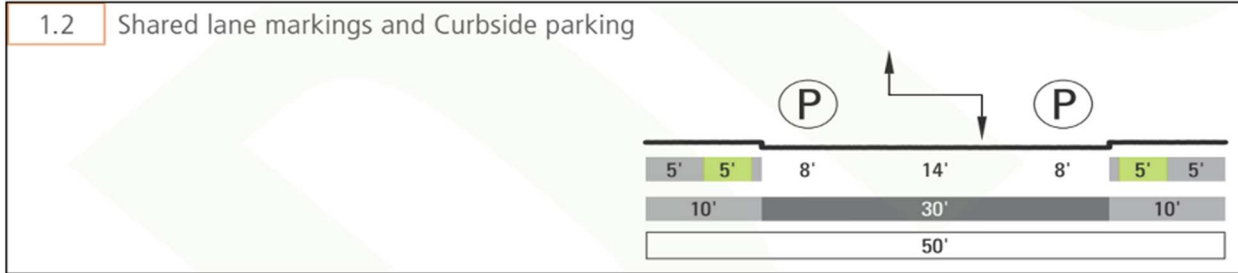 1.2 Shared lane markings and Curbside parking
P P
5' 5' 8' 14' 8' 5' 5'
10' 30' 10'
50'